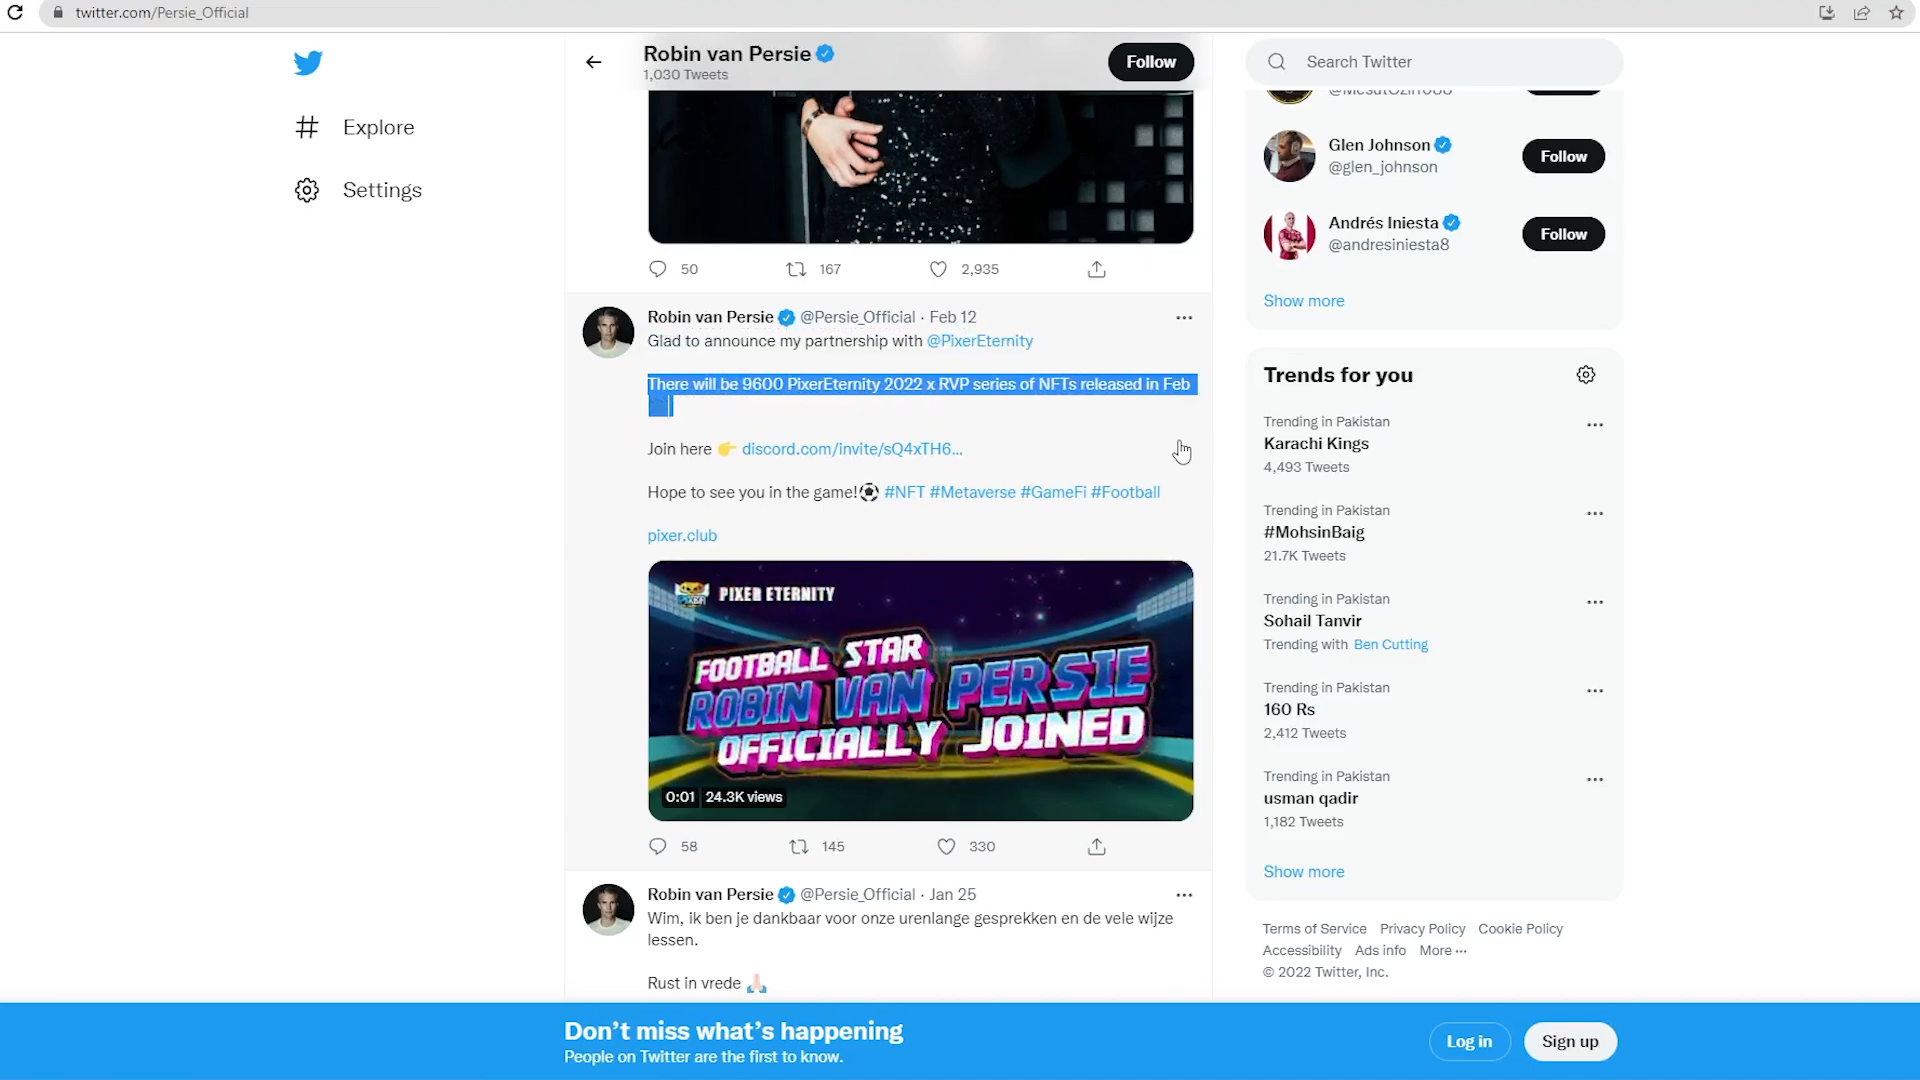 twitter.com/Persie_Official
Robin van Persie
1,030 Tweets
Follow
Explore
Settings
50
167
2,935
Robin van Persie @Persie_Official · Feb 12
Glad to announce my partnership with @PixerEternity
There will be 9600 PixerEternity 2022 x RVP series of NFTs released in Feb
Join here 👉 discord.com/invite/sQ4xTH6...
Hope to see you in the game!⚽ #NFT #Metaverse #GameFi #Football
pixer.club
PIXER ETERNITY
FOOTBALL STAR
ROBIN VAN PERSIE
OFFICIALLY JOINED
0:01 24.3K views
58
145
330
Robin van Persie @Persie_Official · Jan 25
Wim, ik ben je dankbaar voor onze urenlange gesprekken en de vele wijze
lessen.
Rust in vrede 🙏🏻
Search Twitter
@MesutOzil1088
Glen Johnson
@glen_johnson
Follow
Andrés Iniesta
@andresiniesta8
Follow
Show more
Trends for you
Trending in Pakistan
Karachi Kings
4,493 Tweets
Trending in Pakistan
#MohsinBaig
21.7K Tweets
Trending in Pakistan
Sohail Tanvir
Trending with Ben Cutting
Trending in Pakistan
160 Rs
2,412 Tweets
Trending in Pakistan
usman qadir
1,182 Tweets
Show more
Terms of Service Privacy Policy Cookie Policy
Accessibility Ads info More ···
© 2022 Twitter, Inc.
Don't miss what's happening
People on Twitter are the first to know.
Log in
Sign up